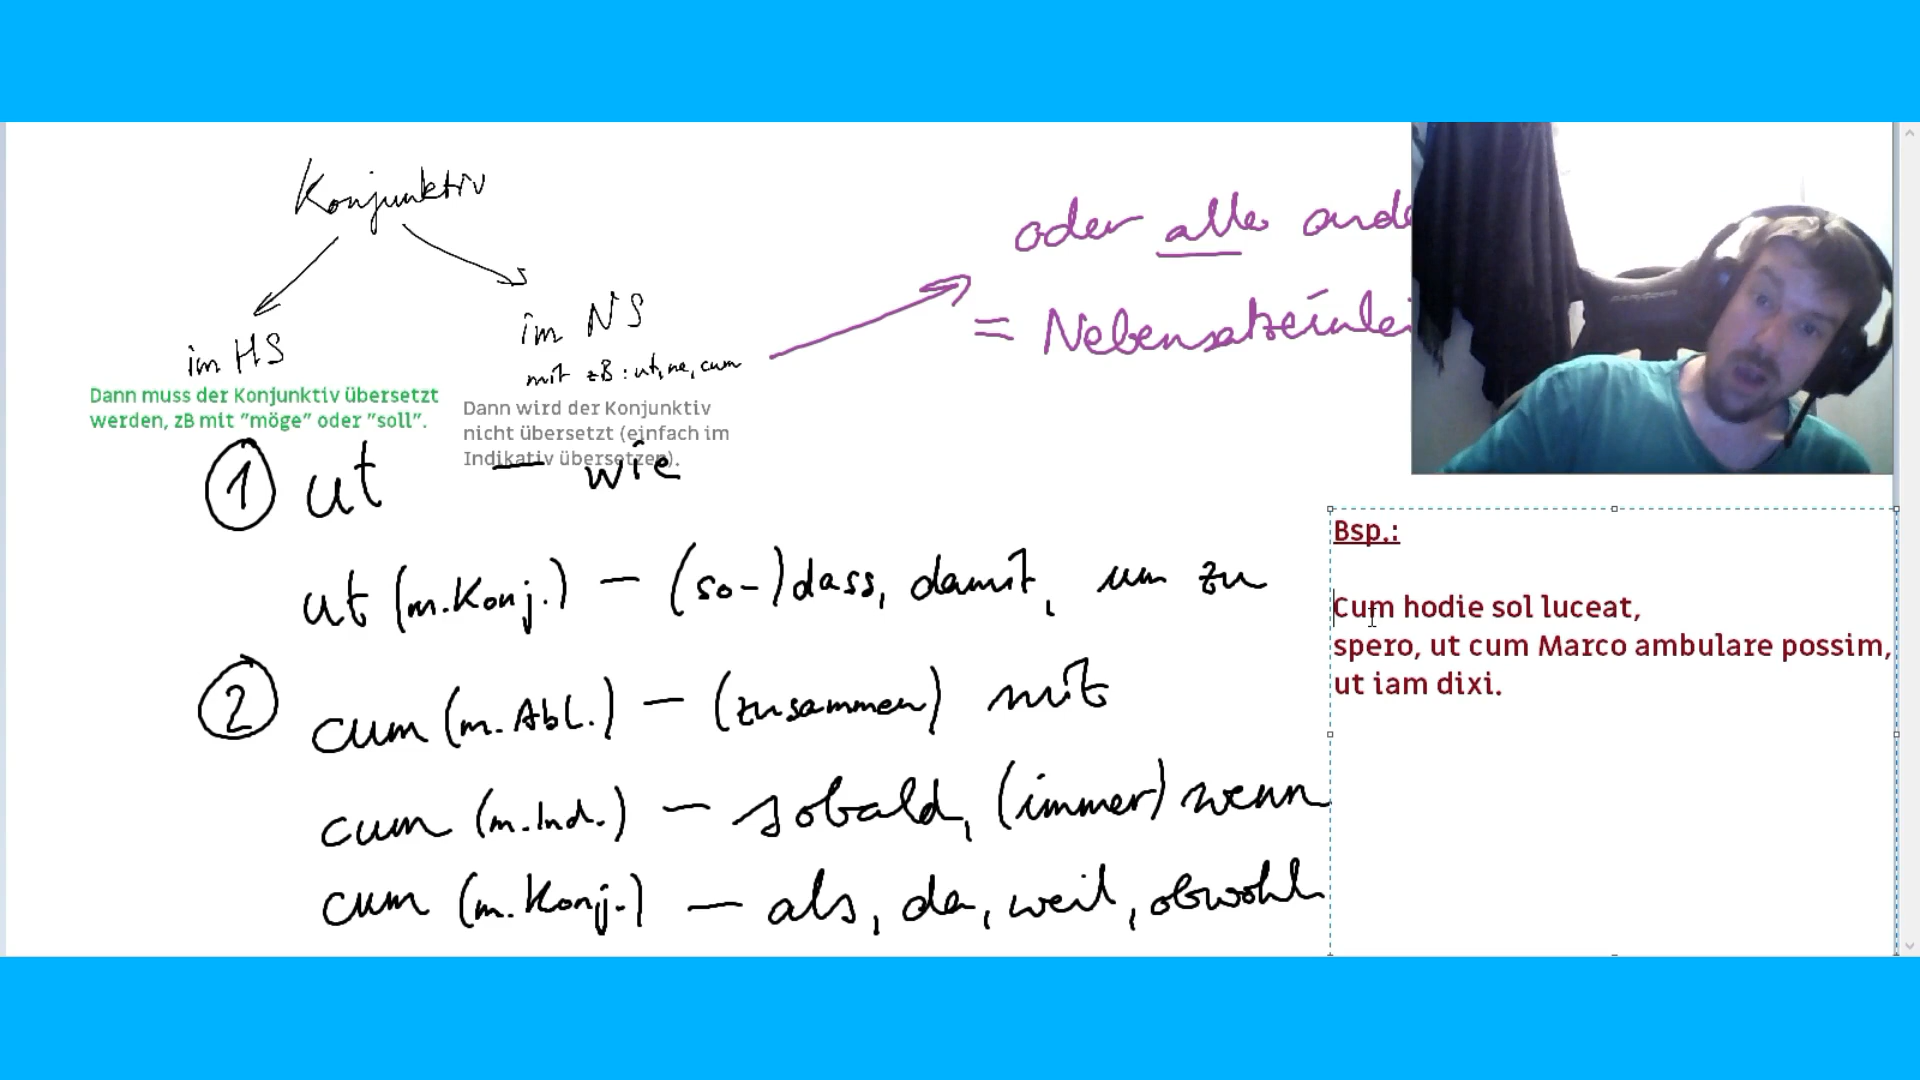 Konjunktiv
im HS
Dann muss der Konjunktiv übersetzt
werden, zB mit "möge" oder "soll".
im NS
mit zB: ut, ne, cum
Dann wird der Konjunktiv
nicht übersetzt (einfach im
Indikativ übersetzen).
oder alle ande
= Nebensatzeinlei
① ut — wie
ut (m. Konj.) — (so-)dass, damit, um zu
② cum (m. Abl.) — (zusammen) mit
cum (m. Ind.) — sobald, (immer) wenn
cum (m. Konj.) — als, da, weil, obwohl
Bsp.:
Cum hodie sol luceat,
spero, ut cum Marco ambulare possim,
ut iam dixi.